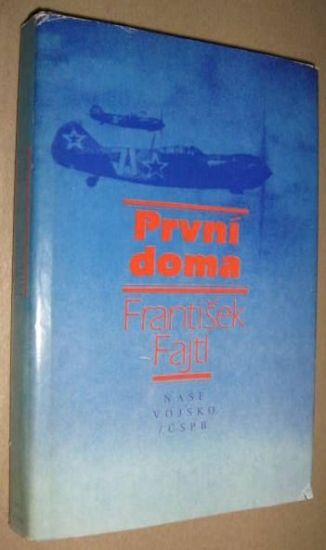 První
doma
František
Fajtl
NAŠE
VOJSKO
/ČSPB